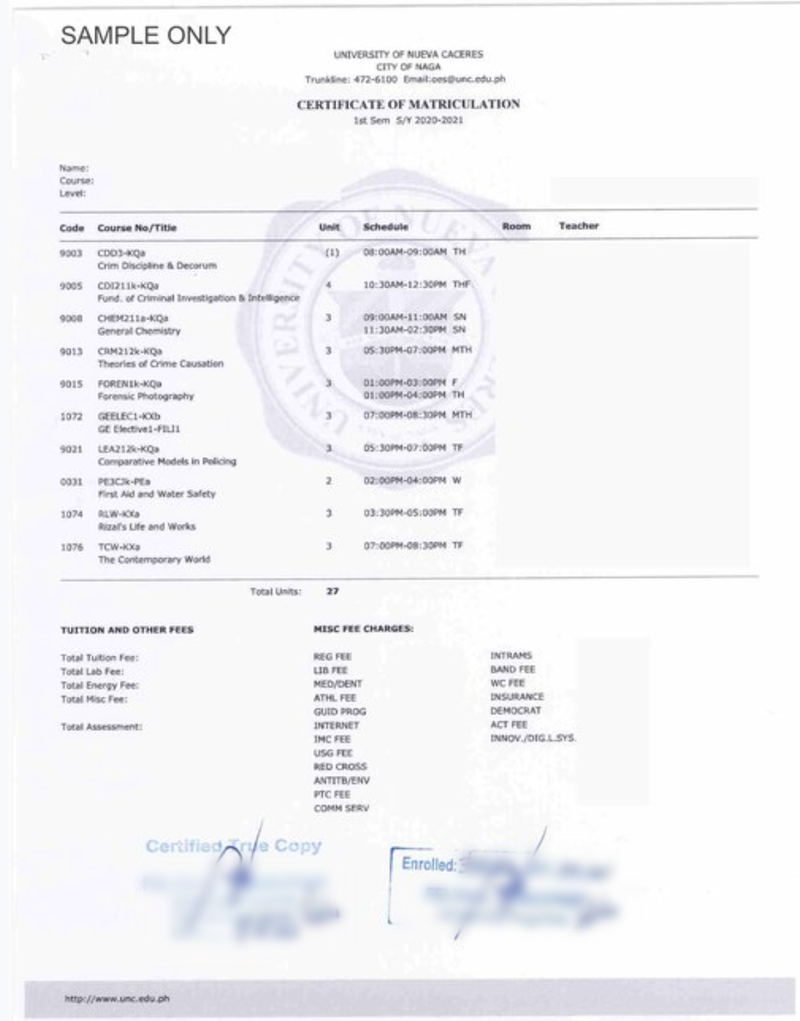 SAMPLE ONLY
UNIVERSITY OF NUEVA CACERES
CITY OF NAGA
Trunkline: 472-6100 Email:oes@unc.edu.ph
CERTIFICATE OF MATRICULATION
1st Sem S/Y 2020-2021
Name:
Course:
Level:
Code Course No/Title Unit Schedule Room Teacher
9003 CDD3-KQa (1) 08:00AM-09:00AM TH
Crim Discipline & Decorum
9005 CDI211k-KQa 4 10:30AM-12:30PM THF
Fund. of Criminal Investigation & Intelligence
9008 CHEM211a-KQa 3 09:00AM-11:00AM SN
General Chemistry 11:30AM-02:30PM SN
9013 CRM212k-KQa 3 05:30PM-07:00PM MTH
Theories of Crime Causation
9015 FOREN1k-KQa 3 01:00PM-03:00PM F
Forensic Photography 01:00PM-04:00PM TH
1072 GEELEC1-KXb 3 07:00PM-08:30PM MTH
GE Elective1-FILI1
9021 LEA212k-KQa 3 05:30PM-07:00PM TF
Comparative Models in Policing
0031 PE3CJk-PEa 2 02:00PM-04:00PM W
First Aid and Water Safety
1074 RLW-KXa 3 03:30PM-05:00PM TF
Rizal's Life and Works
1076 TCW-KXa 3 07:00PM-08:30PM TF
The Contemporary World
Total Units: 27
TUITION AND OTHER FEES MISC FEE CHARGES:
Total Tuition Fee: REG FEE INTRAMS
Total Lab Fee: LIB FEE BAND FEE
Total Energy Fee: MED/DENT WC FEE
Total Misc Fee: ATHL FEE INSURANCE
GUID PROG DEMOCRAT
Total Assessment: INTERNET ACT FEE
IMC FEE INNOV./DIG.L.SYS.
USG FEE
RED CROSS
ANTITB/ENV
PTC FEE
COMM SERV
Certified True Copy
Enrolled:
http://www.unc.edu.ph